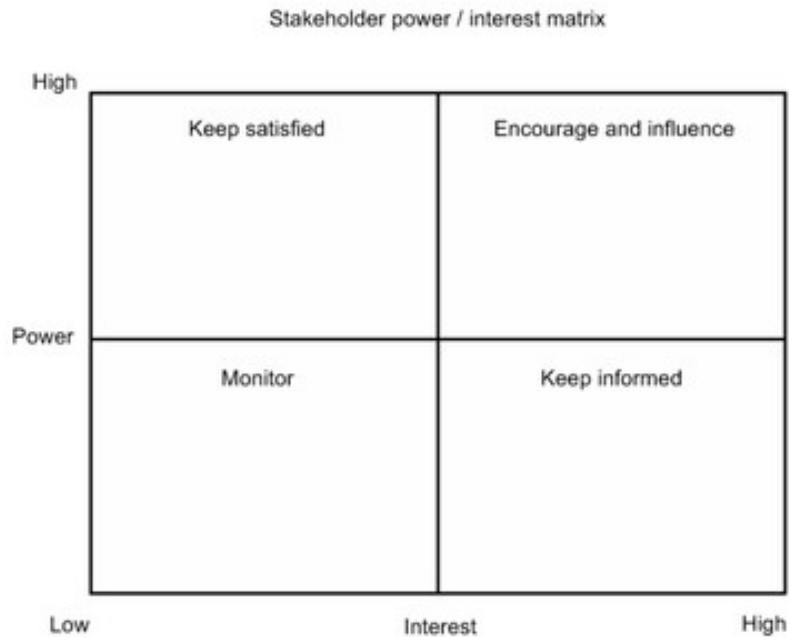 Stakeholder power / interest matrix
High
Keep satisfied
Encourage and influence
Power
Monitor
Keep informed
Low
Interest
High